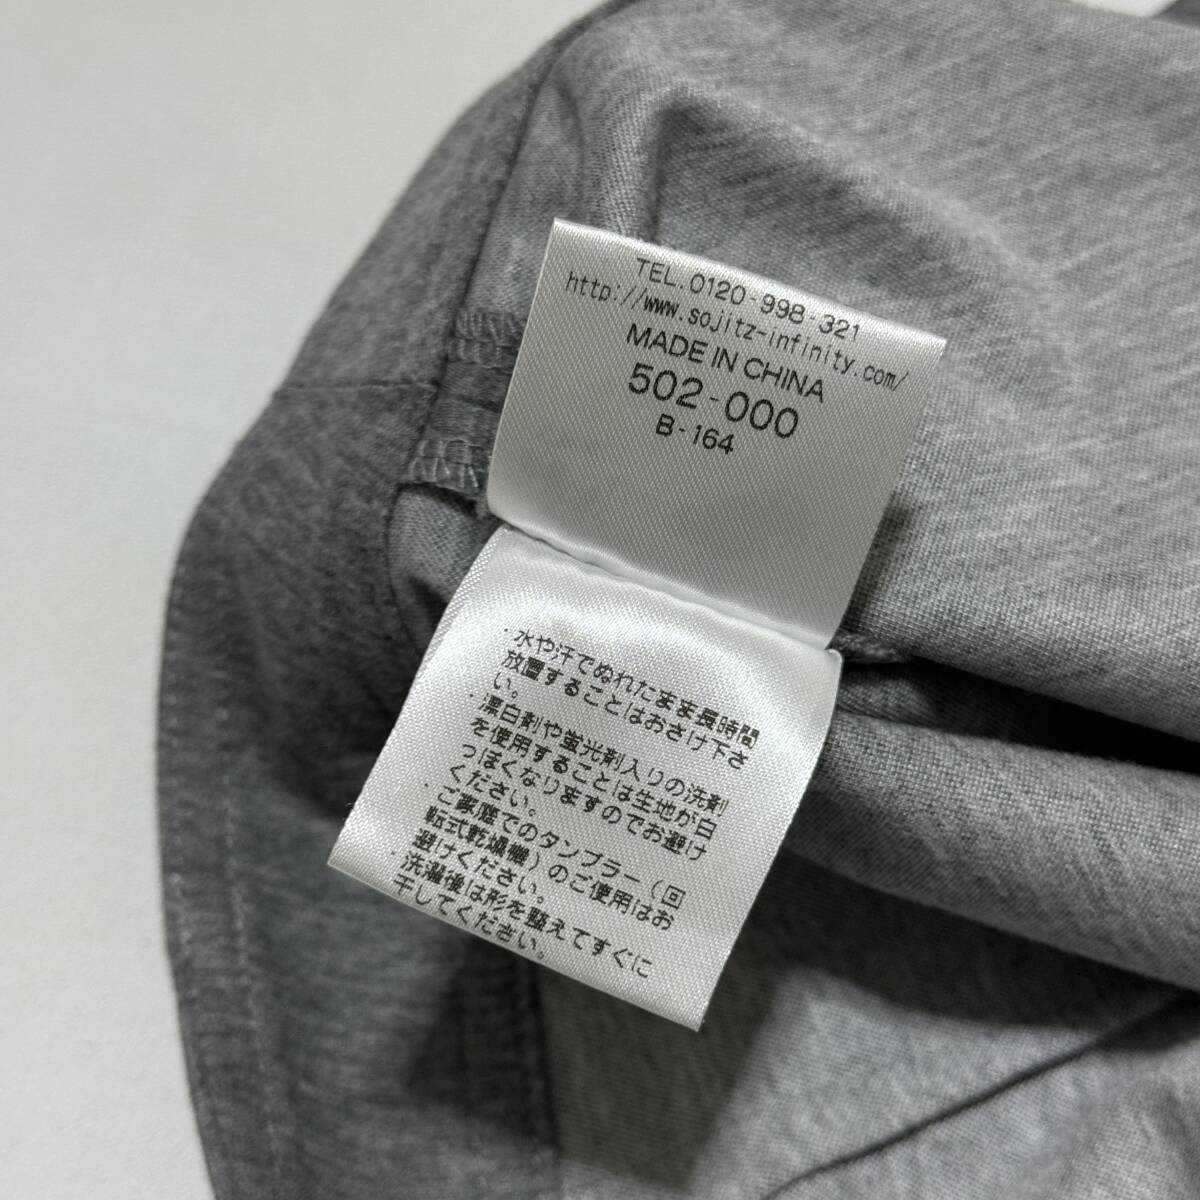 TEL.0120-998-321
http://www.sojitz-infinity.com/
MADE IN CHINA
502-000
B-164
・水や汗でぬれたまま長時間
放置することはおさけ下さ
い。
・漂白剤や蛍光剤入りの洗剤
を使用することは生地が白
っぽくなりますのでお避け
ください。
・ご家庭でのタンブラー（回
転式乾燥機）のご使用はお
避けください。
・洗濯後は形を整えてすぐに
干してください。